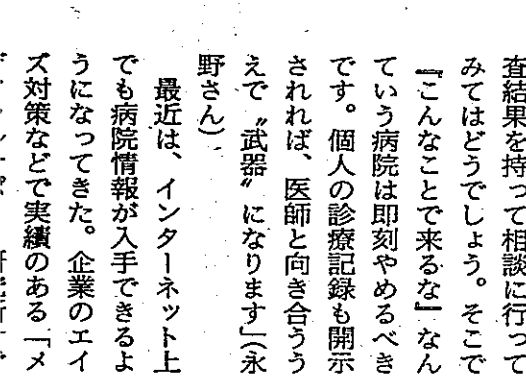 査結果を持って相談に行って
みてはどうでしょう。そこで
『こんなことで来るな』なん
ていう病院は即刻やめるべき
です。個人の診療記録も開示
されれば、医師と向き合うう
えで〝武器〟になります」(永
野さん)
最近は、インターネット上
でも病院情報が入手できるよ
うになってきた。企業のエイ
ズ対策などで実績のある「メ